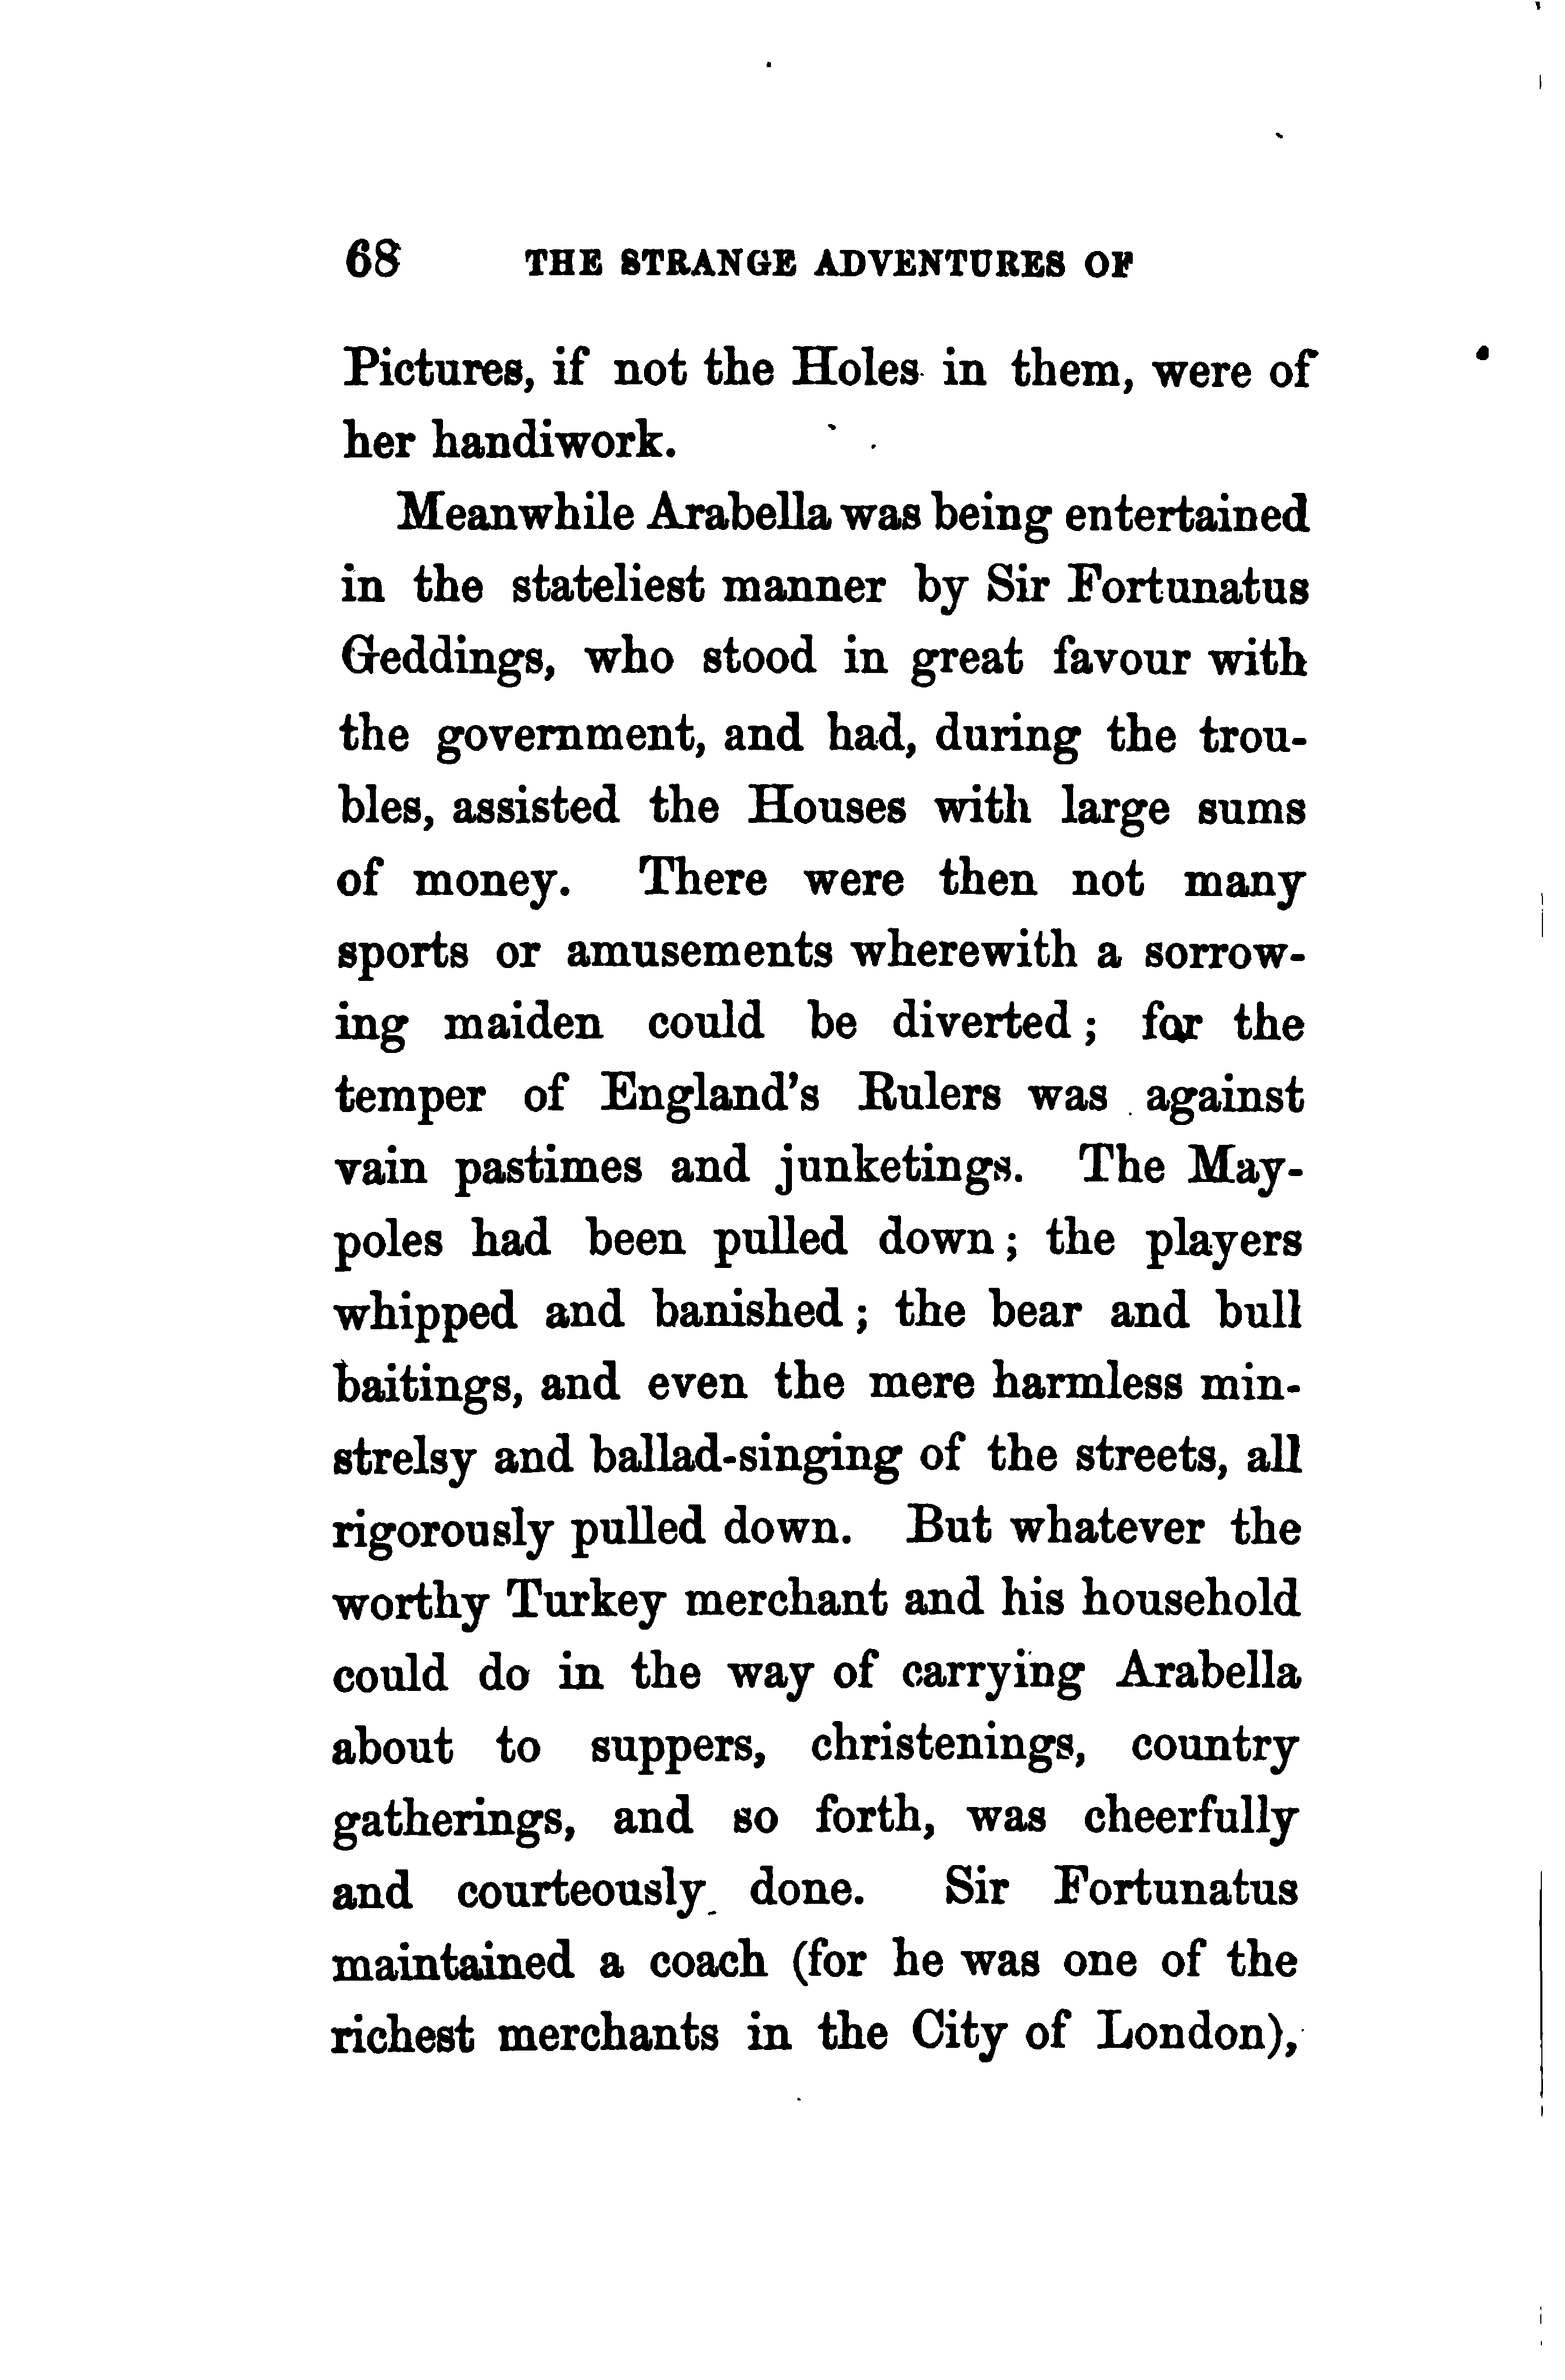 68 THE STRANGE ADVENTURES OF
Pictures, if not the Holes in them, were of
her handiwork.
Meanwhile Arabella was being entertained
in the stateliest manner by Sir Fortunatus
Geddings, who stood in great favour with
the government, and had, during the trou-
bles, assisted the Houses with large sums
of money. There were then not many
sports or amusements wherewith a sorrow-
ing maiden could be diverted; for the
temper of England's Rulers was against
vain pastimes and junketings. The May-
poles had been pulled down; the players
whipped and banished; the bear and bull
baitings, and even the mere harmless min-
strelsy and ballad-singing of the streets, all
rigorously pulled down. But whatever the
worthy Turkey merchant and his household
could do in the way of carrying Arabella
about to suppers, christenings, country
gatherings, and so forth, was cheerfully
and courteously done. Sir Fortunatus
maintained a coach (for he was one of the
richest merchants in the City of London),